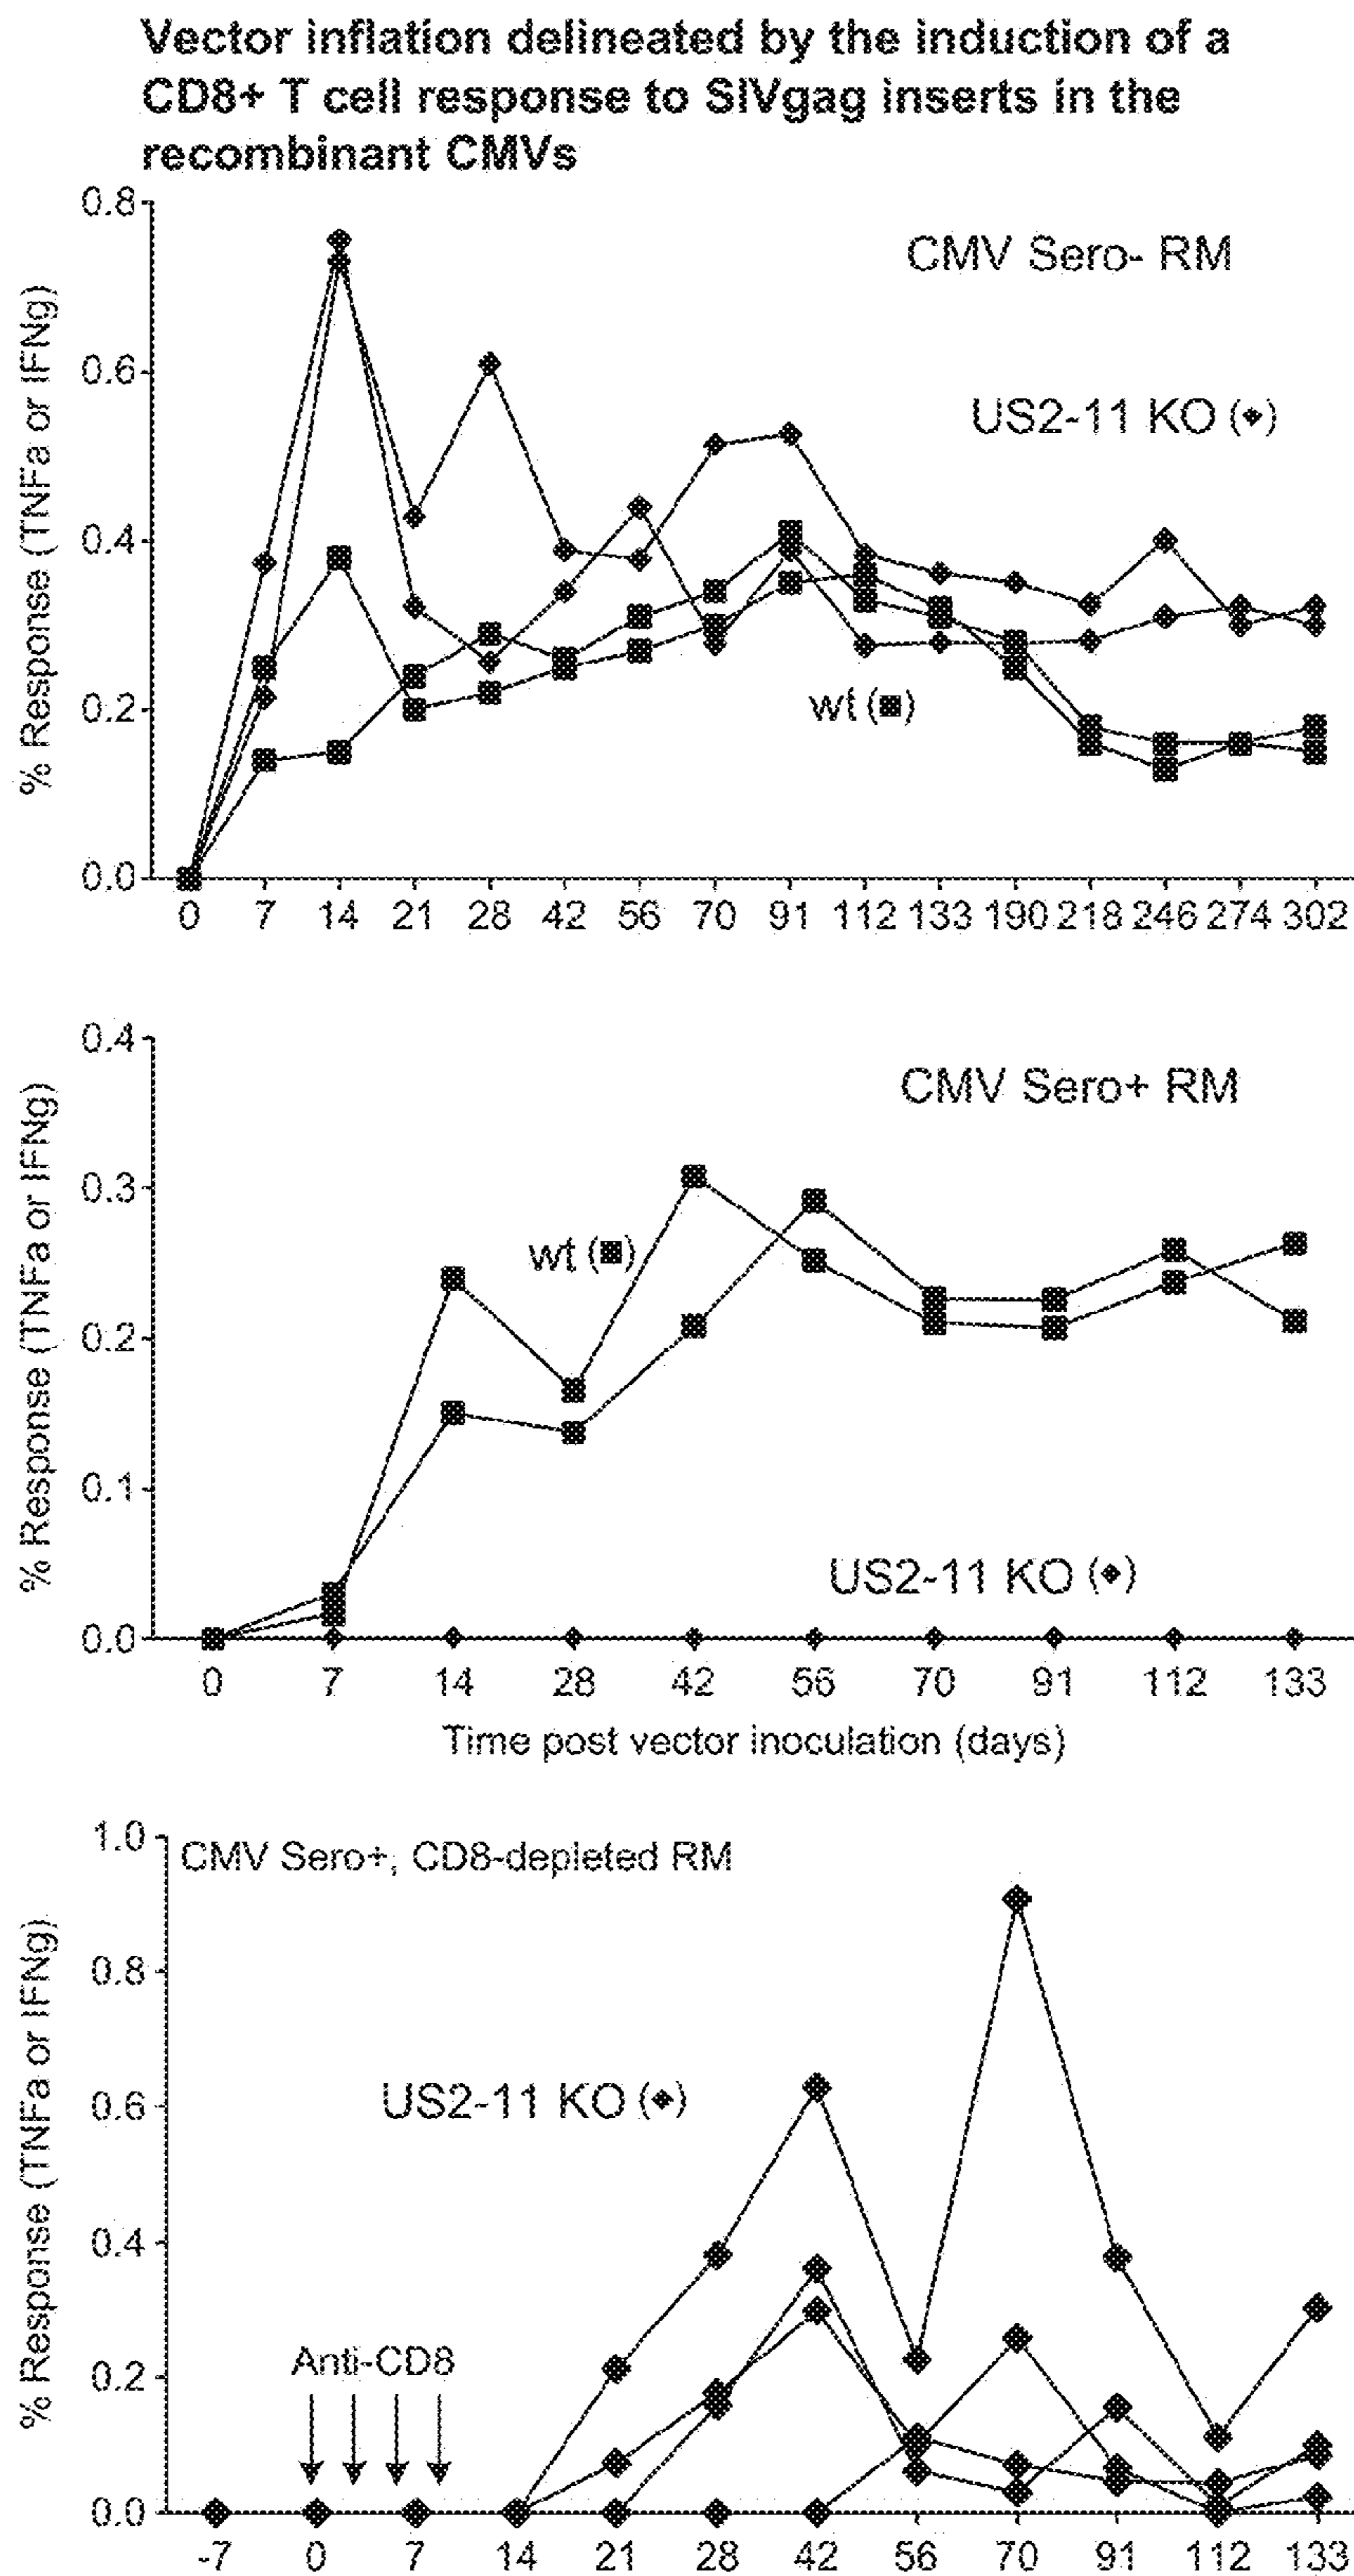 Vector inflation delineated by the induction of a
CD8+ T cell response to SIVgag inserts in the
recombinant CMVs
% Response (TNFa or IFNg)
0.8
0.6
0.4
0.2
0.0
CMV Sero- RM
US2-11 KO (◆)
wt (■)
0 7 14 21 28 42 56 70 91 112 133 190 218 246 274 302
% Response (TNFa or IFNg)
0.4
0.3
0.2
0.1
0.0
CMV Sero+ RM
wt (■)
US2-11 KO (◆)
0 7 14 28 42 56 70 91 112 133
Time post vector inoculation (days)
% Response (TNFa or IFNg)
1.0
0.8
0.6
0.4
0.2
0.0
CMV Sero+, CD8-depleted RM
US2-11 KO (◆)
Anti-CD8
-7 0 7 14 21 28 42 56 70 91 112 133